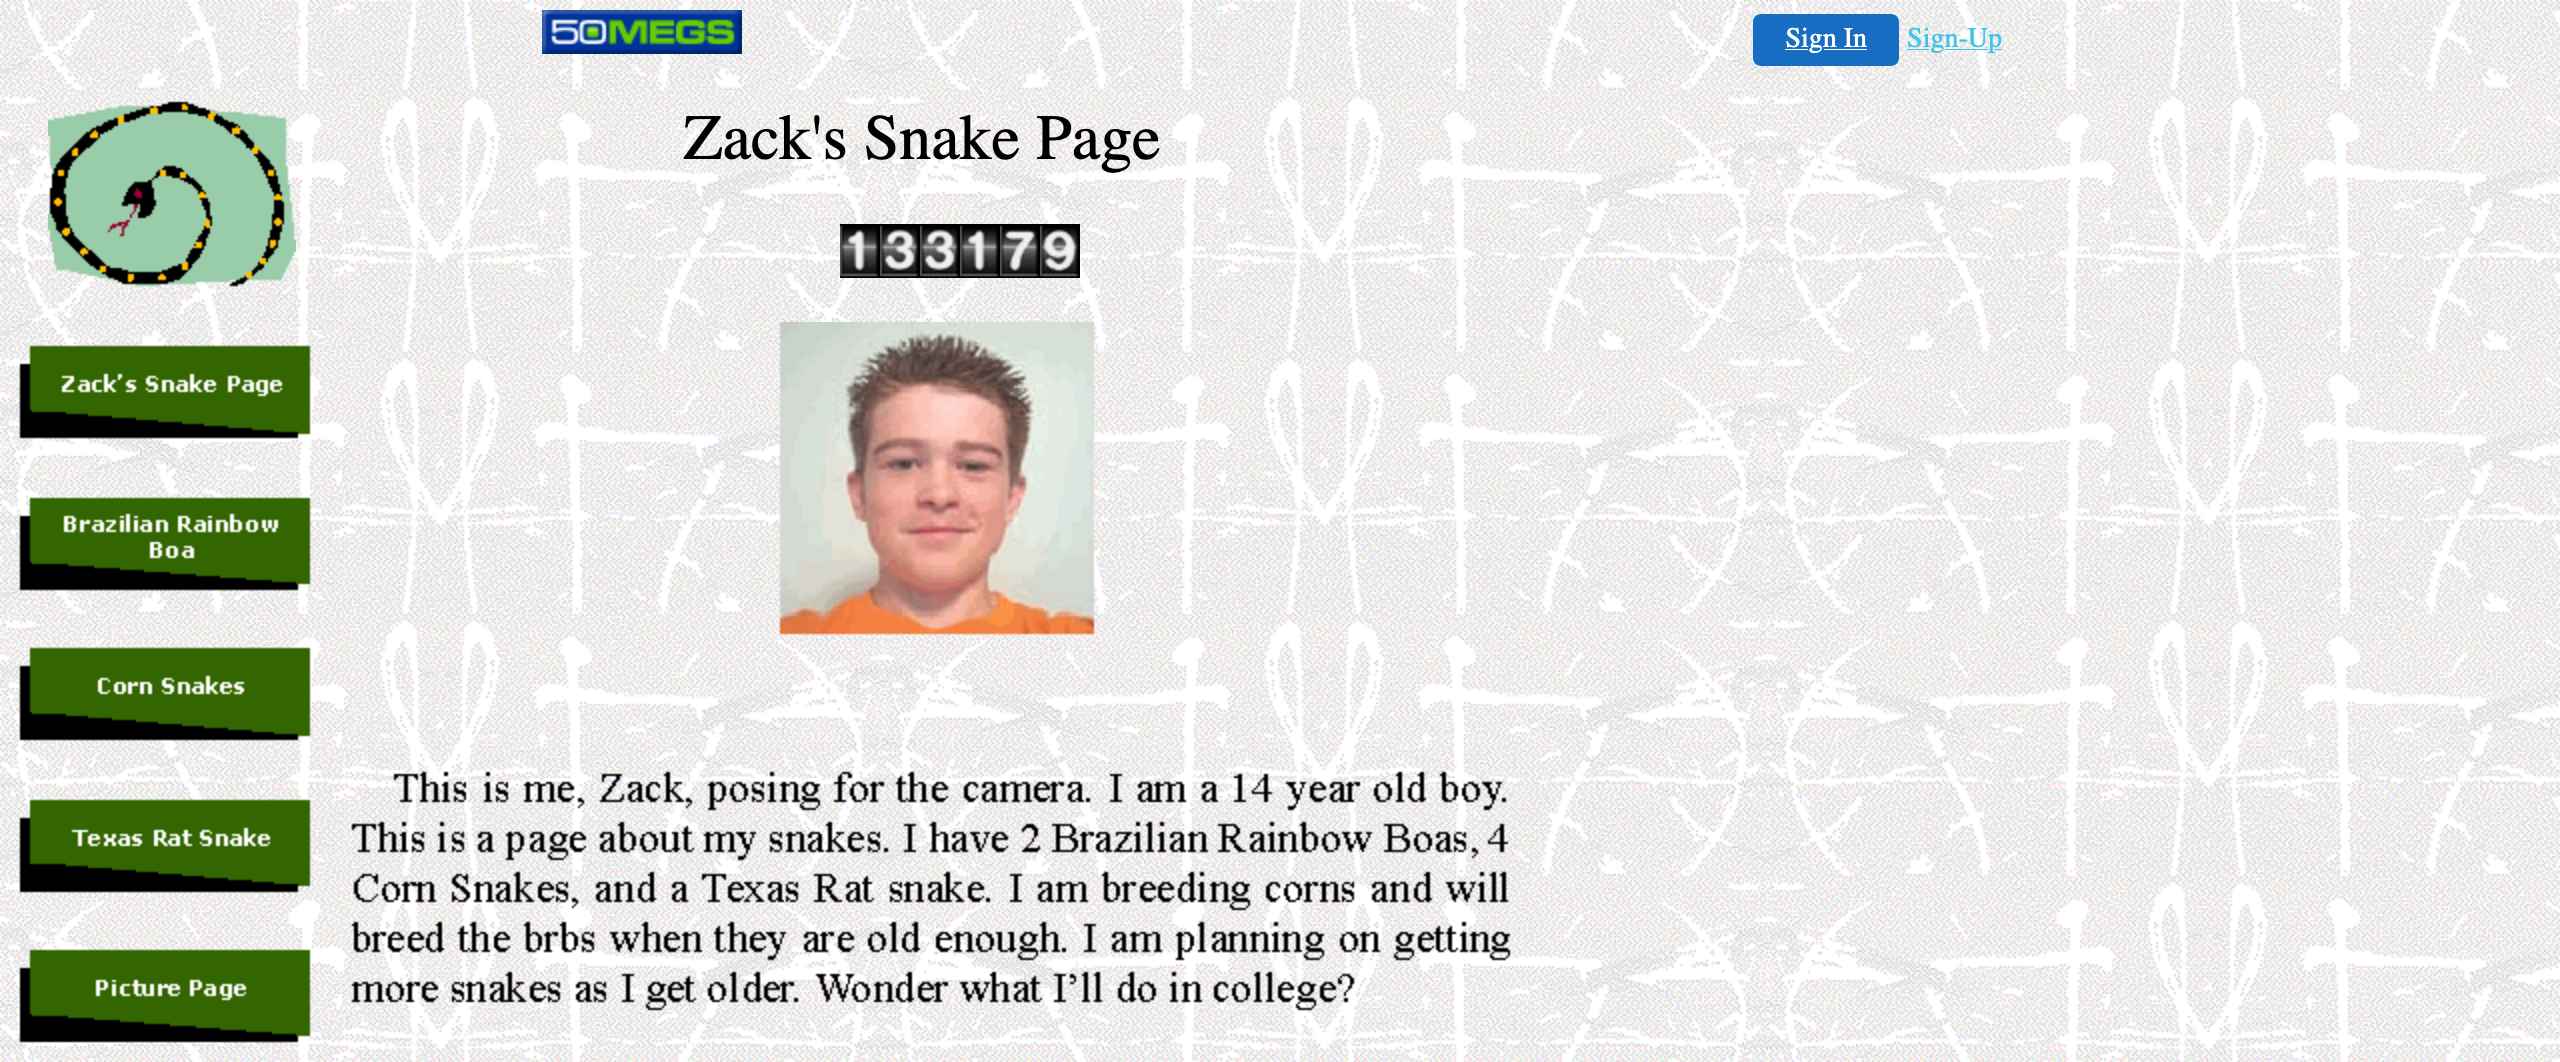 50MEGS
Sign In Sign-Up
Zack's Snake Page
133179
Zack's Snake Page
Brazilian Rainbow
Boa
Corn Snakes
Texas Rat Snake
Picture Page
This is me, Zack, posing for the camera. I am a 14 year old boy.
This is a page about my snakes. I have 2 Brazilian Rainbow Boas, 4
Corn Snakes, and a Texas Rat snake. I am breeding corns and will
breed the brbs when they are old enough. I am planning on getting
more snakes as I get older. Wonder what I’ll do in college?